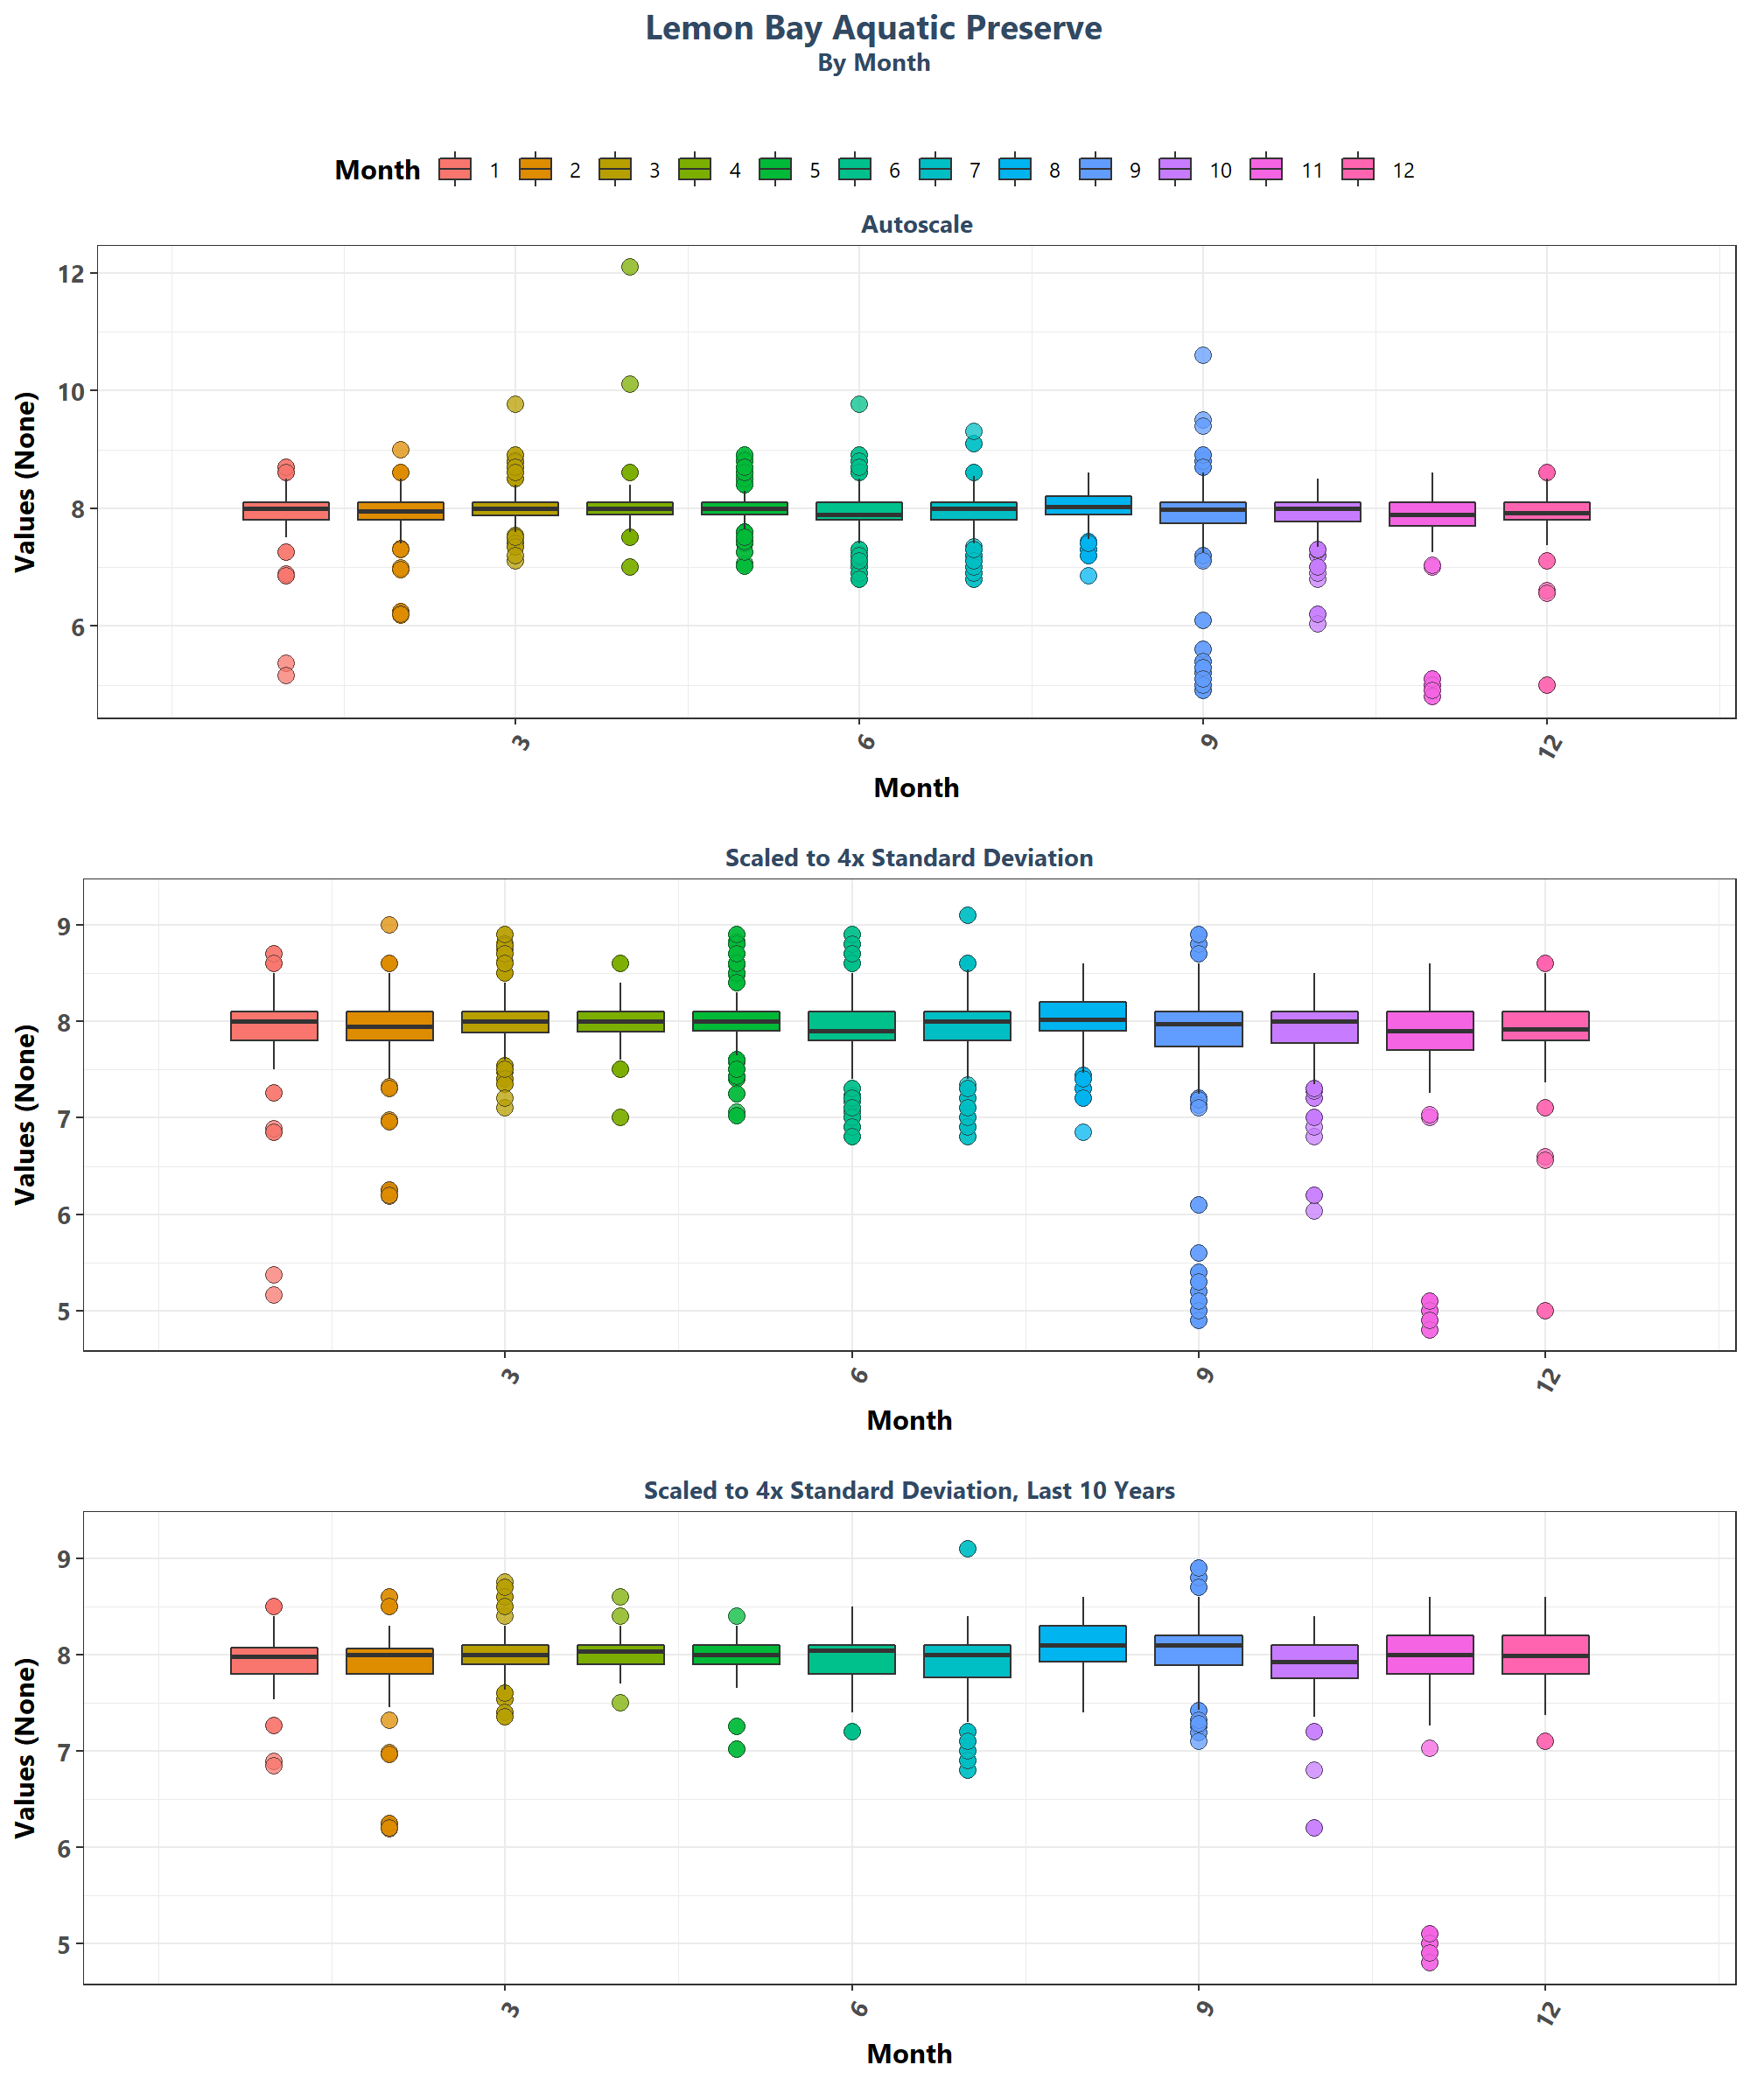 Lemon Bay Aquatic Preserve
By Month
Month 1 2 3 4 5 6 7 8 9 10 11 12
Autoscale
Values (None)
12
10
8
6
3 6 9 12
Month
Scaled to 4x Standard Deviation
Values (None)
9
8
7
6
5
3 6 9 12
Month
Scaled to 4x Standard Deviation, Last 10 Years
Values (None)
9
8
7
6
5
3 6 9 12
Month